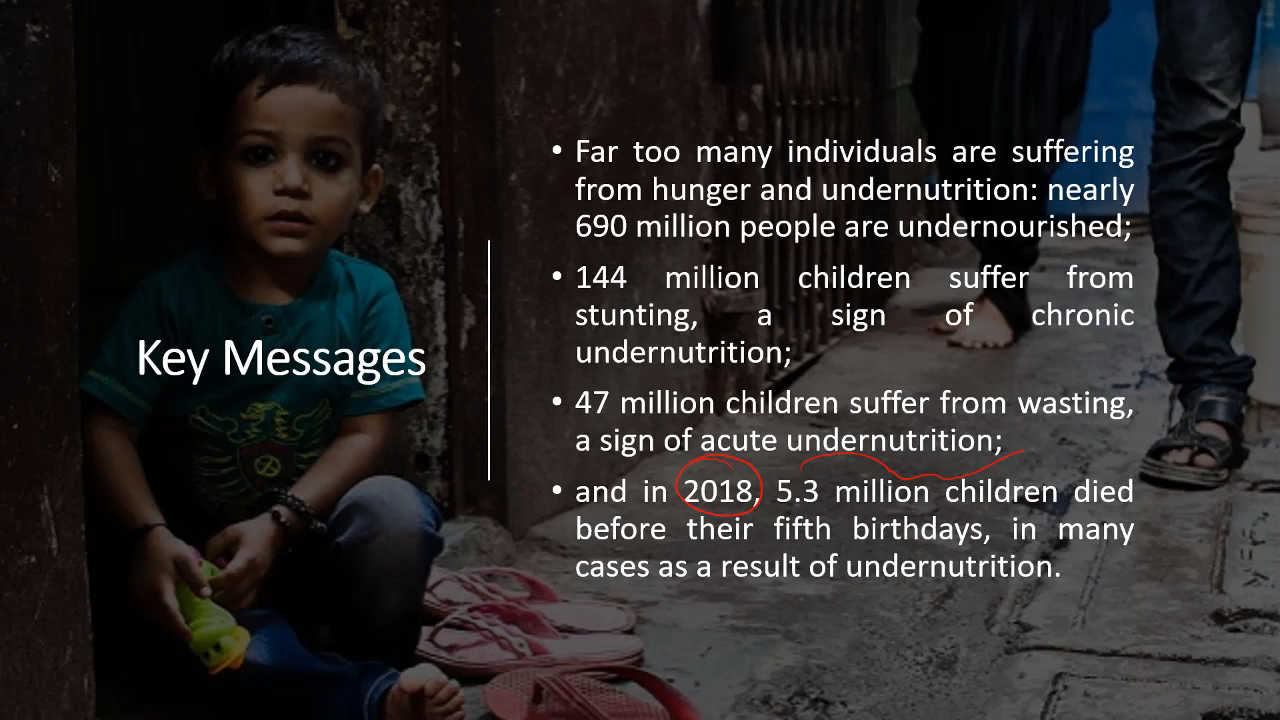 Key Messages
• Far too many individuals are suffering
from hunger and undernutrition: nearly
690 million people are undernourished;
• 144 million children suffer from
stunting, a sign of chronic
undernutrition;
• 47 million children suffer from wasting,
a sign of acute undernutrition;
• and in 2018, 5.3 million children died
before their fifth birthdays, in many
cases as a result of undernutrition.